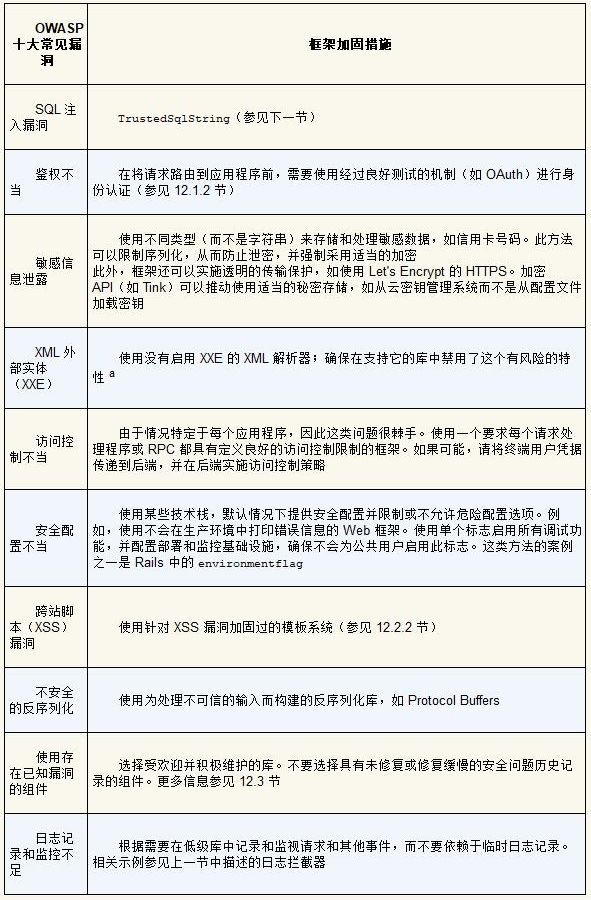 OWASP
十大常见漏
洞
框架加固措施
SQL 注
入漏洞
TrustedSqlString（参见下一节）
鉴权不
当
在将请求路由到应用程序前，需要使用经过良好测试的机制（如 OAuth）进行身
份认证（参见 12.1.2 节）
敏感信
息泄露
使用不同类型（而不是字符串）来存储和处理敏感数据，如信用卡号码。此方法
可以限制序列化，从而防止泄密，并强制采用适当的加密
此外，框架还可以实施透明的传输保护，如使用 Let's Encrypt 的 HTTPS。加密
API（如 Tink）可以推动使用适当的秘密存储，如从云密钥管理系统而不是从配置文件
加载密钥
XML 外
部实体
（XXE）
使用没有启用 XXE 的 XML 解析器；确保在支持它的库中禁用了这个有风险的特
性 a
访问控
制不当
由于情况特定于每个应用程序，因此这类问题很棘手。使用一个要求每个请求处
理程序或 RPC 都具有定义良好的访问控制限制的框架。如果可能，请将终端用户凭据
传递到后端，并在后端实施访问控制策略
安全配
置不当
使用某些技术栈，默认情况下提供安全配置并限制或不允许危险配置选项。例
如，使用不会在生产环境中打印错误信息的 Web 框架。使用单个标志启用所有调试功
能，并配置部署和监控基础设施，确保不会为公共用户启用此标志。这类方法的案例
之一是 Rails 中的 environmentflag
跨站脚
本（XSS）
漏洞
使用针对 XSS 漏洞加固过的模板系统（参见 12.2.2 节）
不安全
的反序列化
使用为处理不可信的输入而构建的反序列化库，如 Protocol Buffers
使用存
在已知漏洞
的组件
选择受欢迎并积极维护的库。不要选择具有未修复或修复缓慢的安全问题历史记
录的组件。更多信息参见 12.3 节
日志记
录和监控不
足
根据需要在低级库中记录和监视请求和其他事件，而不要依赖于临时日志记录。
相关示例参见上一节中描述的日志拦截器